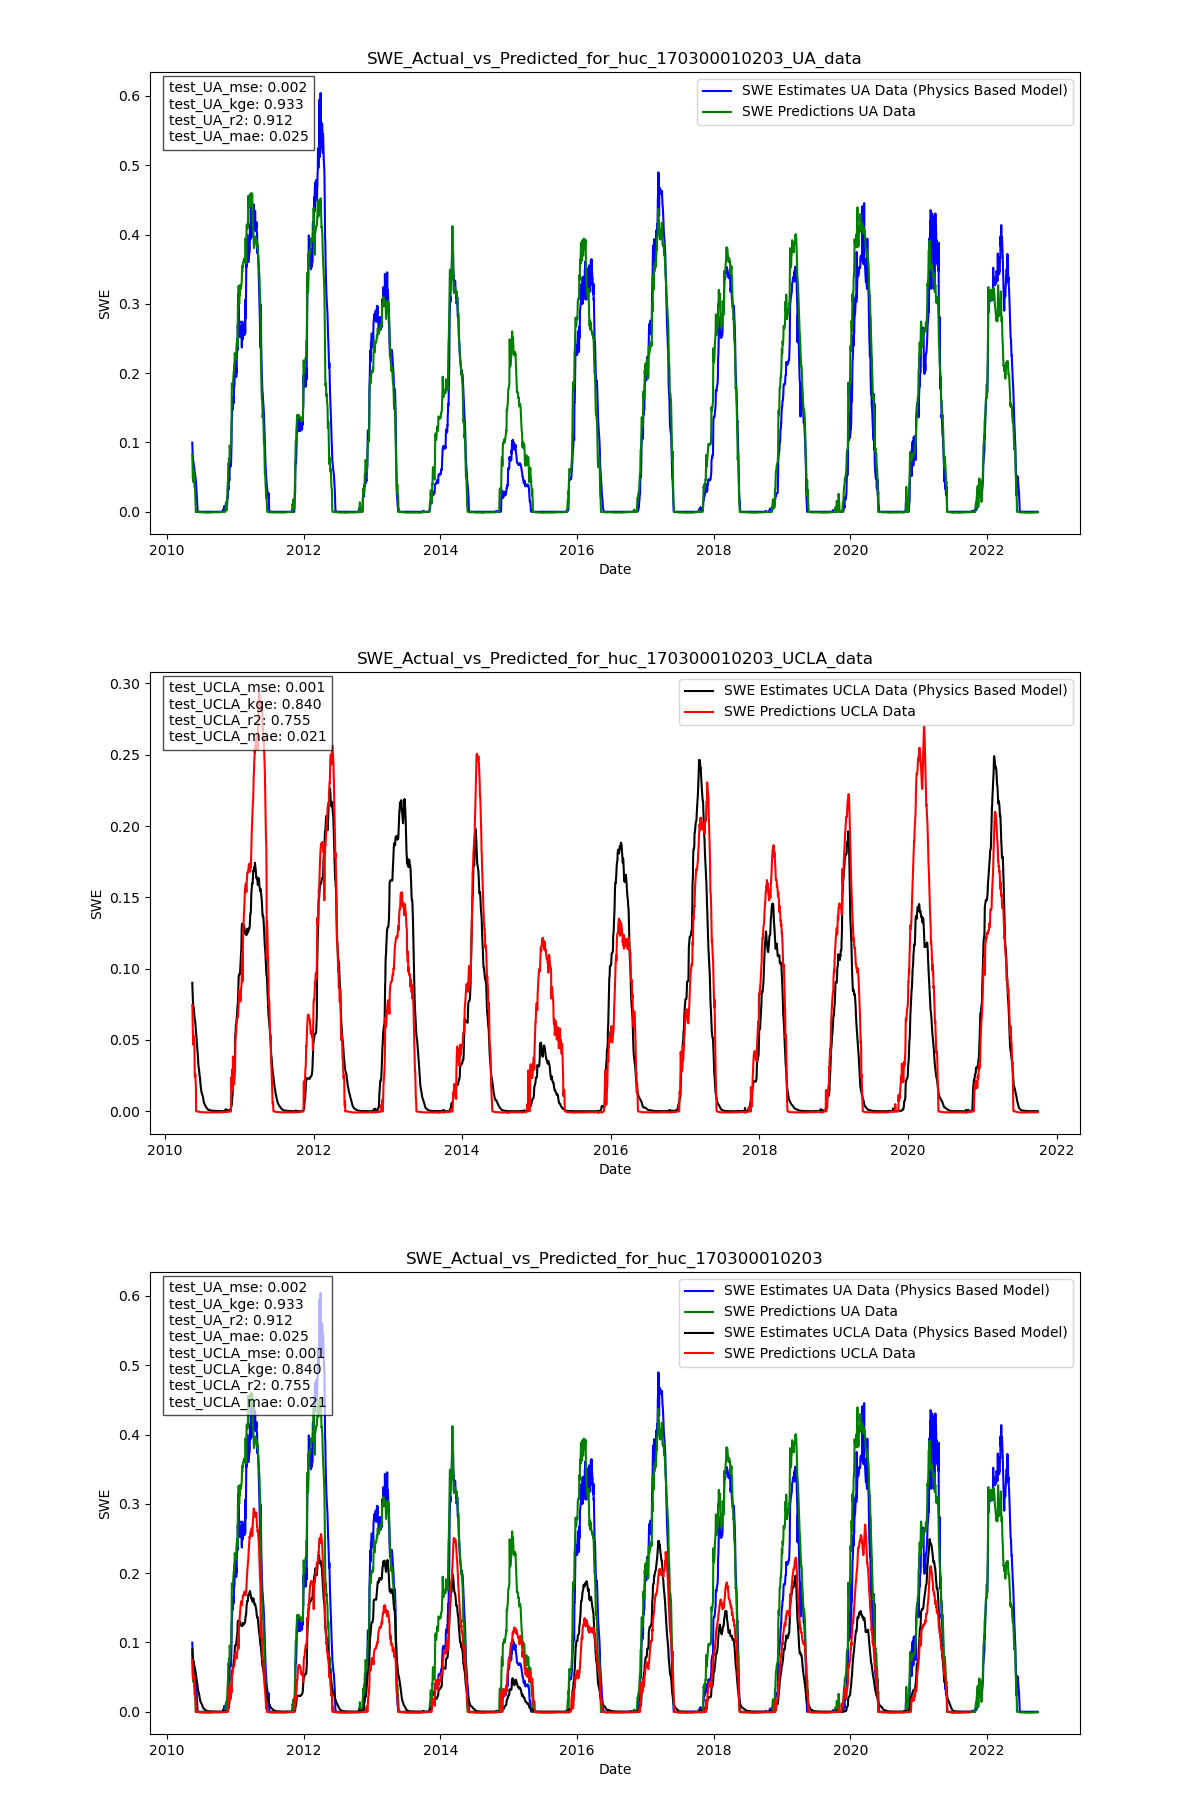 SWE_Actual_vs_Predicted_for_huc_170300010203_UA_data
test_UA_mse: 0.002
test_UA_kge: 0.933
test_UA_r2: 0.912
test_UA_mae: 0.025
SWE Estimates UA Data (Physics Based Model)
SWE Predictions UA Data
0.6
0.5
0.4
0.3
0.2
0.1
0.0
SWE
2010 2012 2014 2016 2018 2020 2022
Date
SWE_Actual_vs_Predicted_for_huc_170300010203_UCLA_data
test_UCLA_mse: 0.001
test_UCLA_kge: 0.840
test_UCLA_r2: 0.755
test_UCLA_mae: 0.021
SWE Estimates UCLA Data (Physics Based Model)
SWE Predictions UCLA Data
0.30
0.25
0.20
0.15
0.10
0.05
0.00
SWE
2010 2012 2014 2016 2018 2020 2022
Date
SWE_Actual_vs_Predicted_for_huc_170300010203
test_UA_mse: 0.002
test_UA_kge: 0.933
test_UA_r2: 0.912
test_UA_mae: 0.025
test_UCLA_mse: 0.001
test_UCLA_kge: 0.840
test_UCLA_r2: 0.755
test_UCLA_mae: 0.021
SWE Estimates UA Data (Physics Based Model)
SWE Predictions UA Data
SWE Estimates UCLA Data (Physics Based Model)
SWE Predictions UCLA Data
0.6
0.5
0.4
0.3
0.2
0.1
0.0
SWE
2010 2012 2014 2016 2018 2020 2022
Date